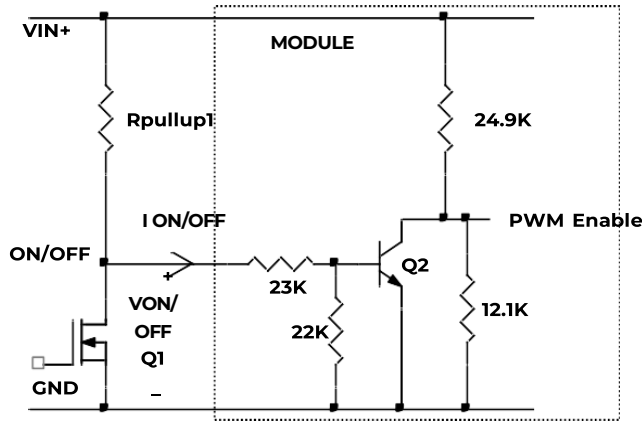 VIN+
MODULE
Rpullup1
24.9K
I ON/OFF
PWM Enable
ON/OFF
+
Q2
23K
VON/
OFF
22K
12.1K
Q1
GND
–